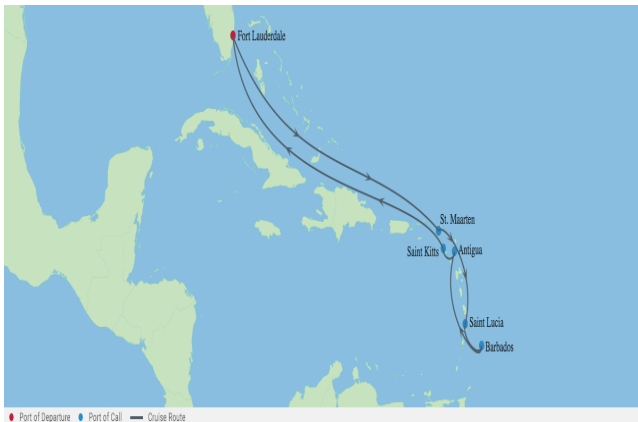 Fort Lauderdale
St. Maarten
Saint Kitts
Antigua
Saint Lucia
Barbados
Port of Departure
Port of Call
Cruise Route